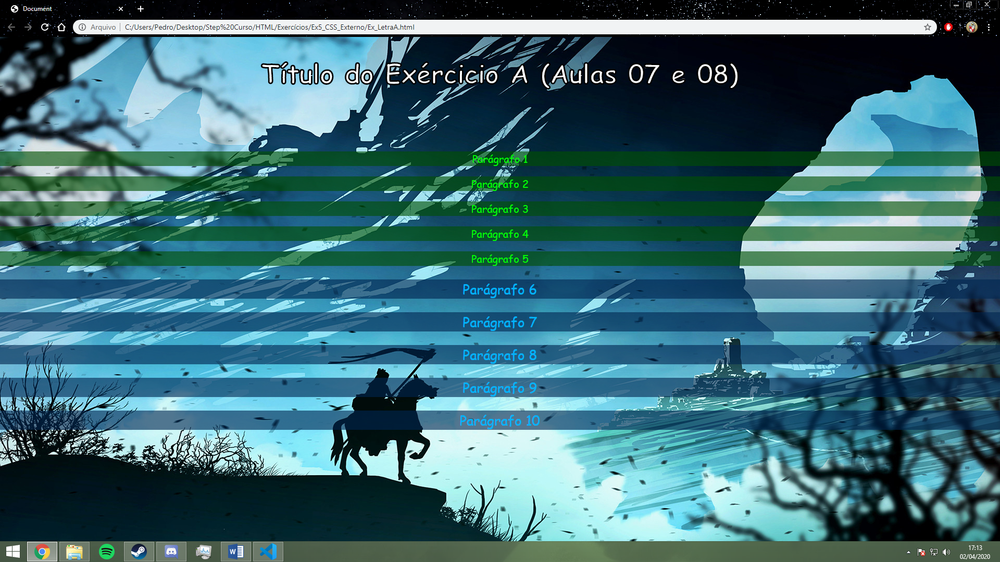 Document
Arquivo
C:/Users/Pedro/Desktop/Step%20Curso/HTML/Exercícios/Ex5_CSS_Externo/Ex_LetraA.html
Título do Exércicio A (Aulas 07 e 08)
Parágrafo 1
Parágrafo 2
Parágrafo 3
Parágrafo 4
Parágrafo 5
Parágrafo 6
Parágrafo 7
Parágrafo 8
Parágrafo 9
Parágrafo 10
17:13
02/04/2020